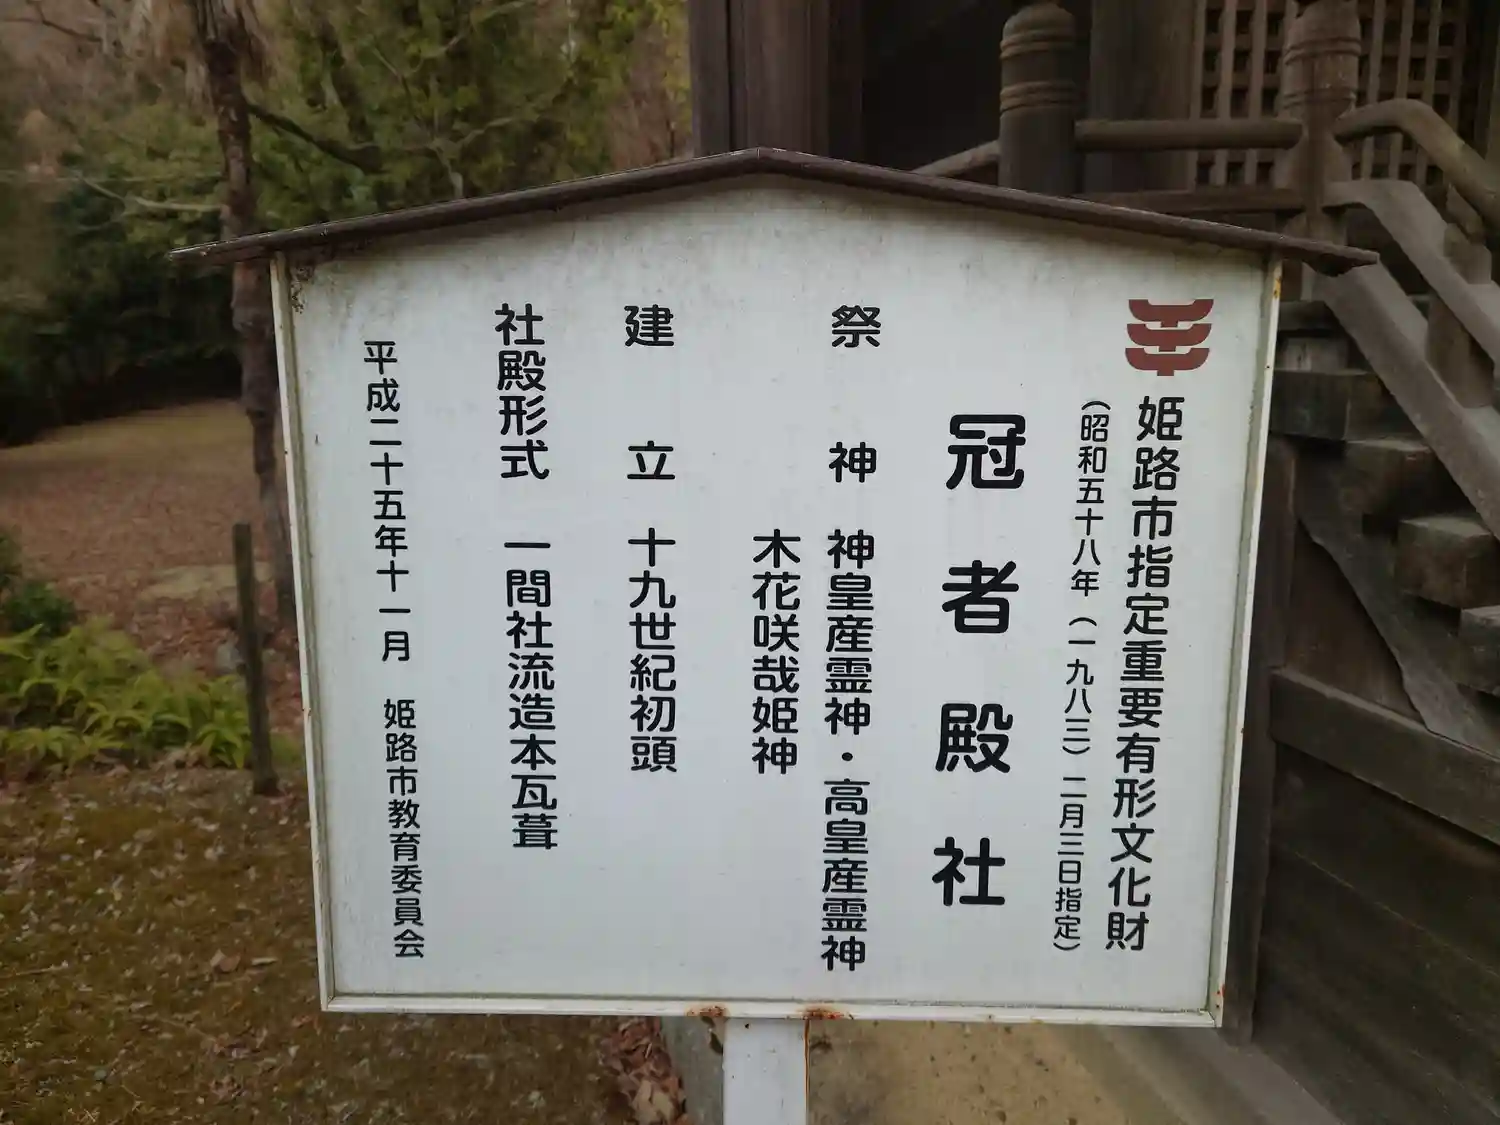 姫路市指定重要有形文化財
（昭和五十八年（一九八三）二月三日指定）
冠者殿社
祭神　神皇産霊神・高皇産霊神
木花咲哉姫神
建立　十九世紀初頭
社殿形式　一間社流造本瓦葺
平成二十五年十一月　姫路市教育委員会